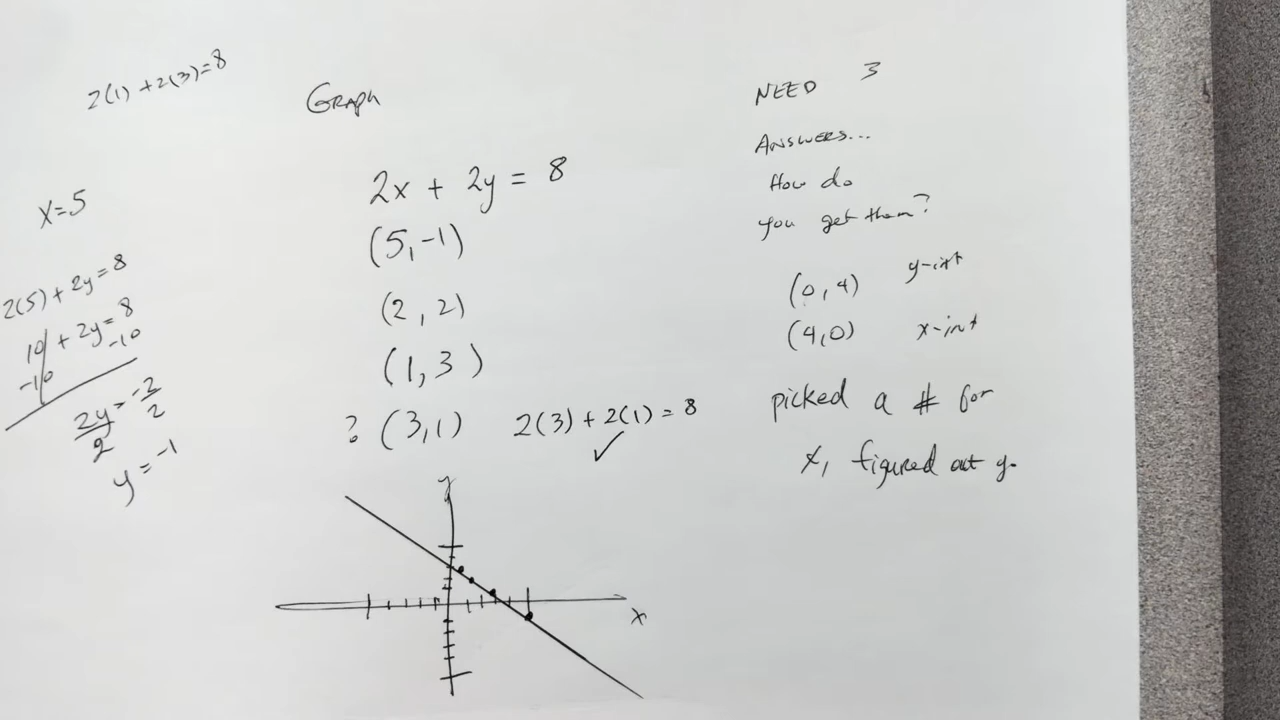 2(1) + 2(3) = 8
x=5
2(5) + 2y = 8
10 + 2y = 8
-10 -10
2y = -2
2 2
y = -1
GRAPH
2x + 2y = 8
(5, -1)
(2, 2)
(1, 3)
? (3, 1) 2(3) + 2(1) = 8 ✓
y
x
NEED 3
ANSWERS...
How do
you get them?
(0, 4) y-int
(4, 0) x-int
picked a # for
x, figured out y.